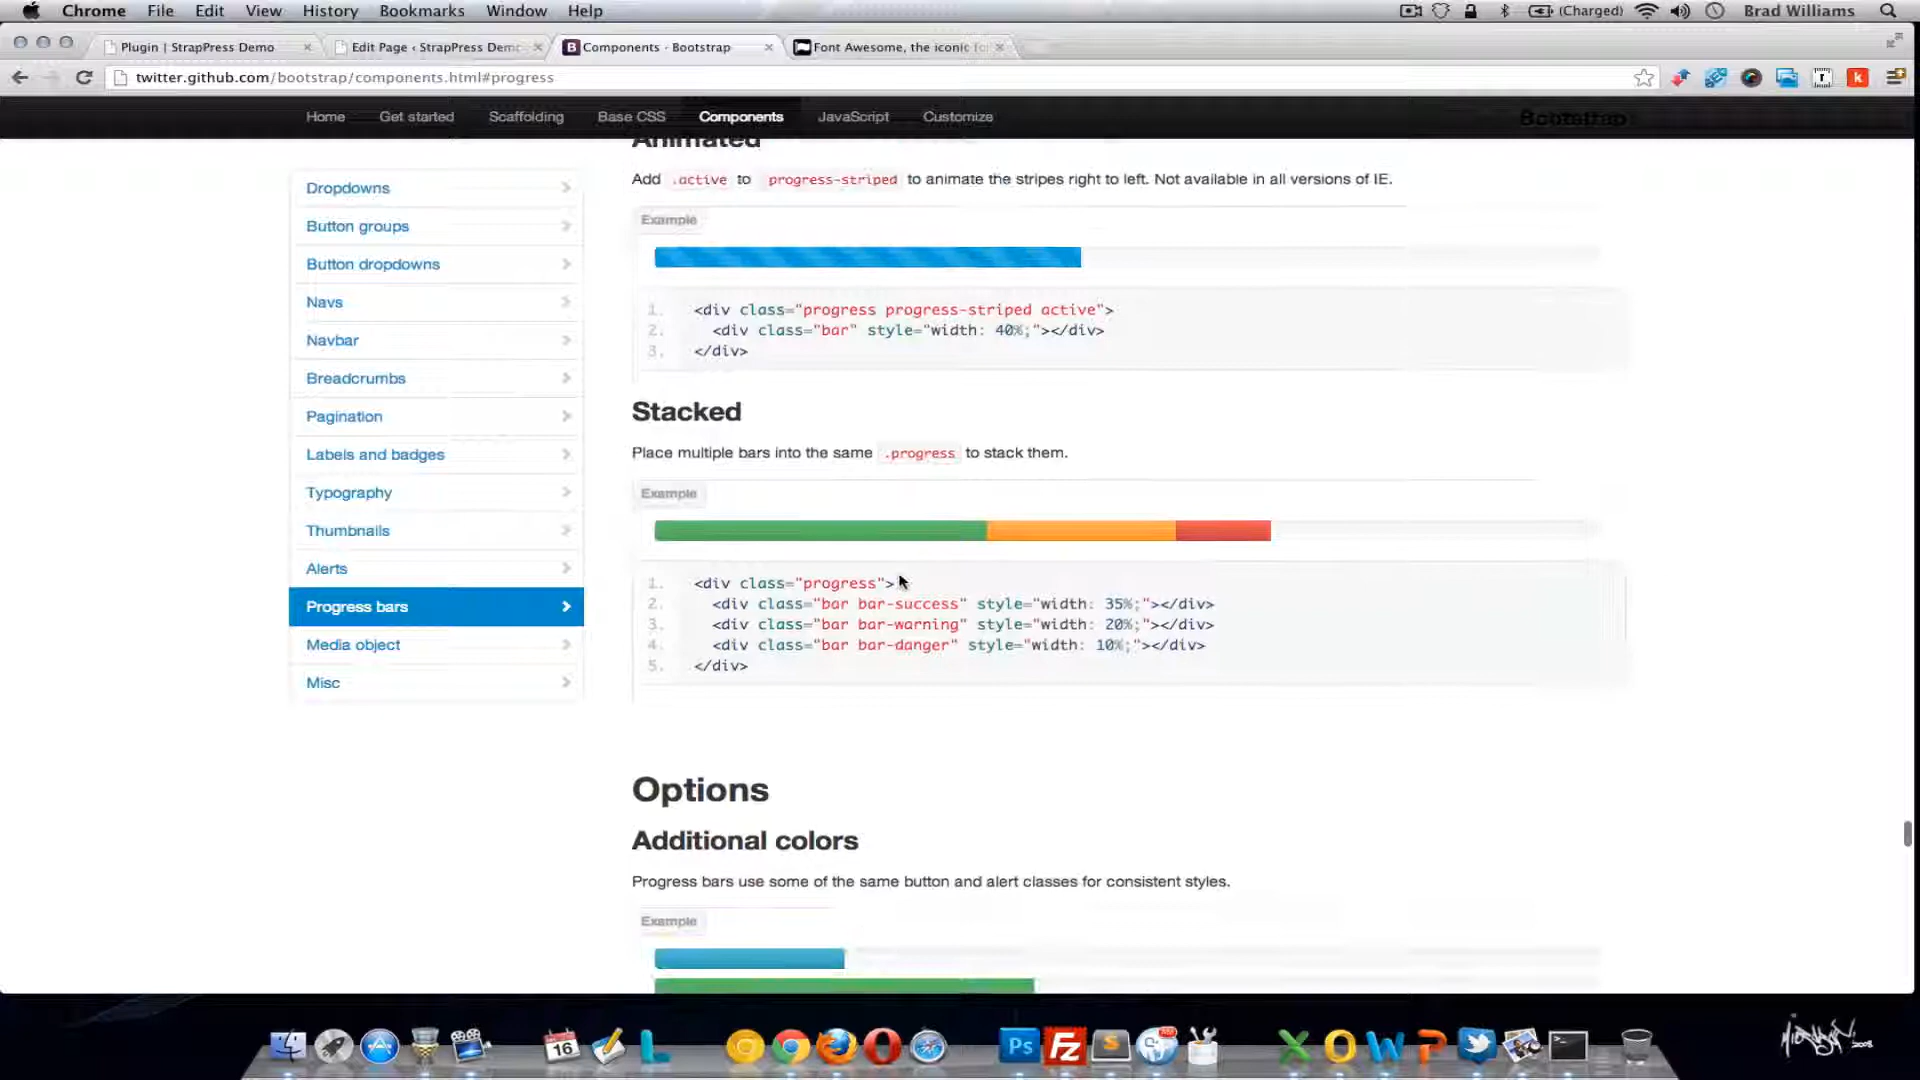 Chrome File Edit View History Bookmarks Window Help (Charged) Brad Williams
Plugin | StrapPress Demo Edit Page ‹ StrapPress Demo Components · Bootstrap Font Awesome, the iconic fo
twitter.github.com/bootstrap/components.html#progress
Home Get started Scaffolding Base CSS Components JavaScript Customize Bootstrap
Animated
Add .active to progress-striped to animate the stripes right to left. Not available in all versions of IE.
Example
1. <div class="progress progress-striped active">
2. <div class="bar" style="width: 40%;"></div>
3. </div>
Stacked
Place multiple bars into the same .progress to stack them.
Example
1. <div class="progress">
2. <div class="bar bar-success" style="width: 35%;"></div>
3. <div class="bar bar-warning" style="width: 20%;"></div>
4. <div class="bar bar-danger" style="width: 10%;"></div>
5. </div>
Options
Additional colors
Progress bars use some of the same button and alert classes for consistent styles.
Example
Dropdowns
Button groups
Button dropdowns
Navs
Navbar
Breadcrumbs
Pagination
Labels and badges
Typography
Thumbnails
Alerts
Progress bars
Media object
Misc
16
Ps
Fz